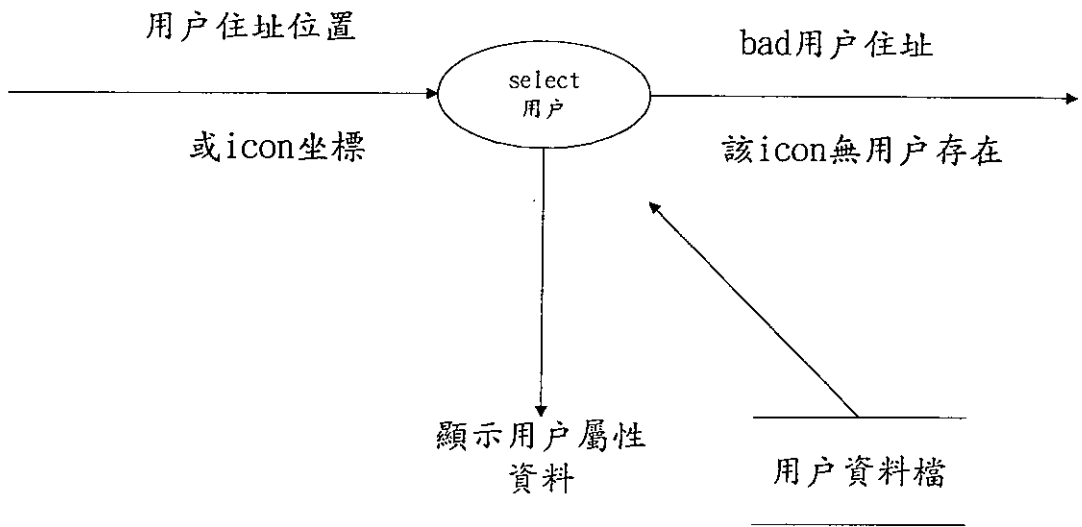 用户住址位置
bad用户住址
select
用户
或icon坐標
該icon無用户存在
顯示用户屬性
資料
用户資料檔